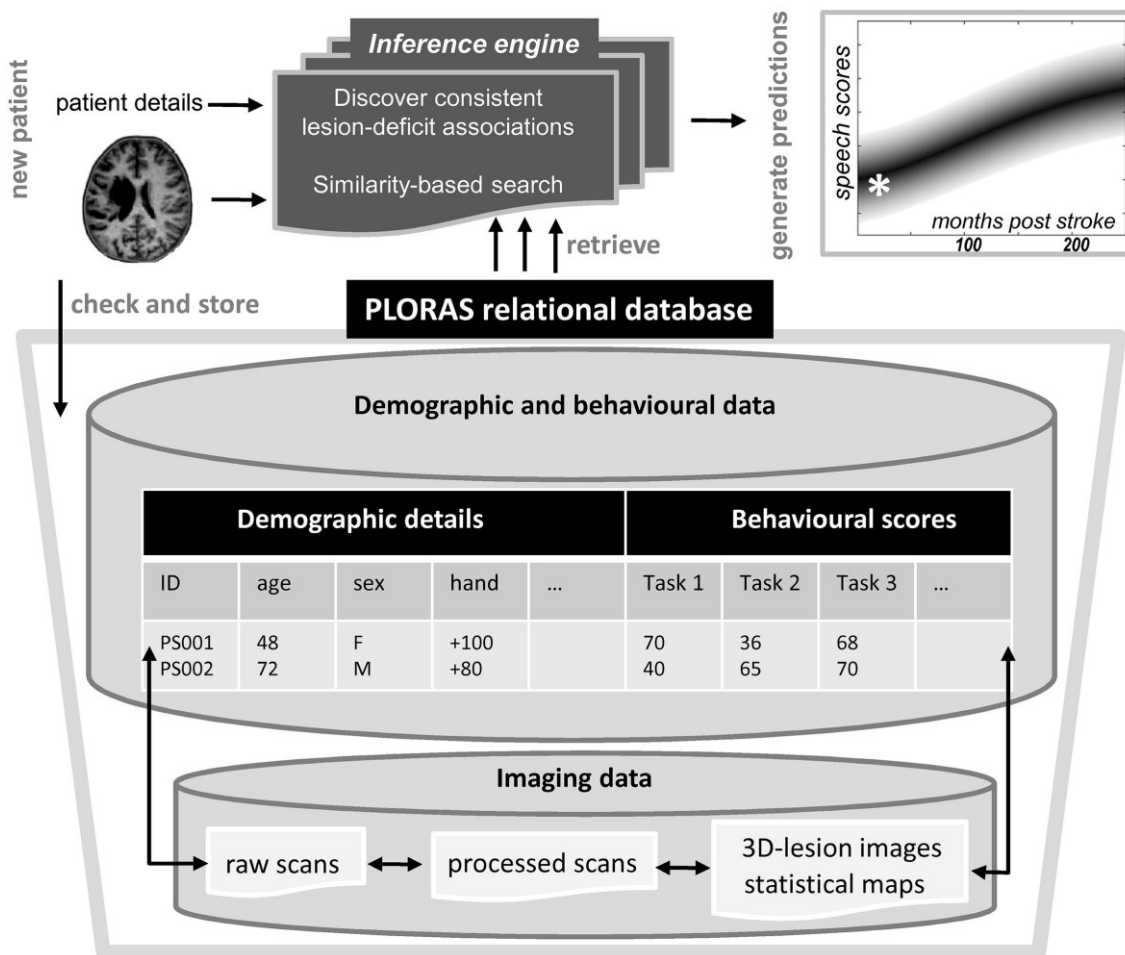 new patient
patient details
Inference engine
Discover consistent
lesion-deficit associations
Similarity-based search
generate predictions
speech scores
*
months post stroke
100 200
retrieve
check and store
PLORAS relational database
Demographic and behavioural data
Demographic details Behavioural scores
ID age sex hand ... Task 1 Task 2 Task 3 ...
PS001 48 F +100 70 36 68
PS002 72 M +80 40 65 70
Imaging data
raw scans
processed scans
3D-lesion images
statistical maps